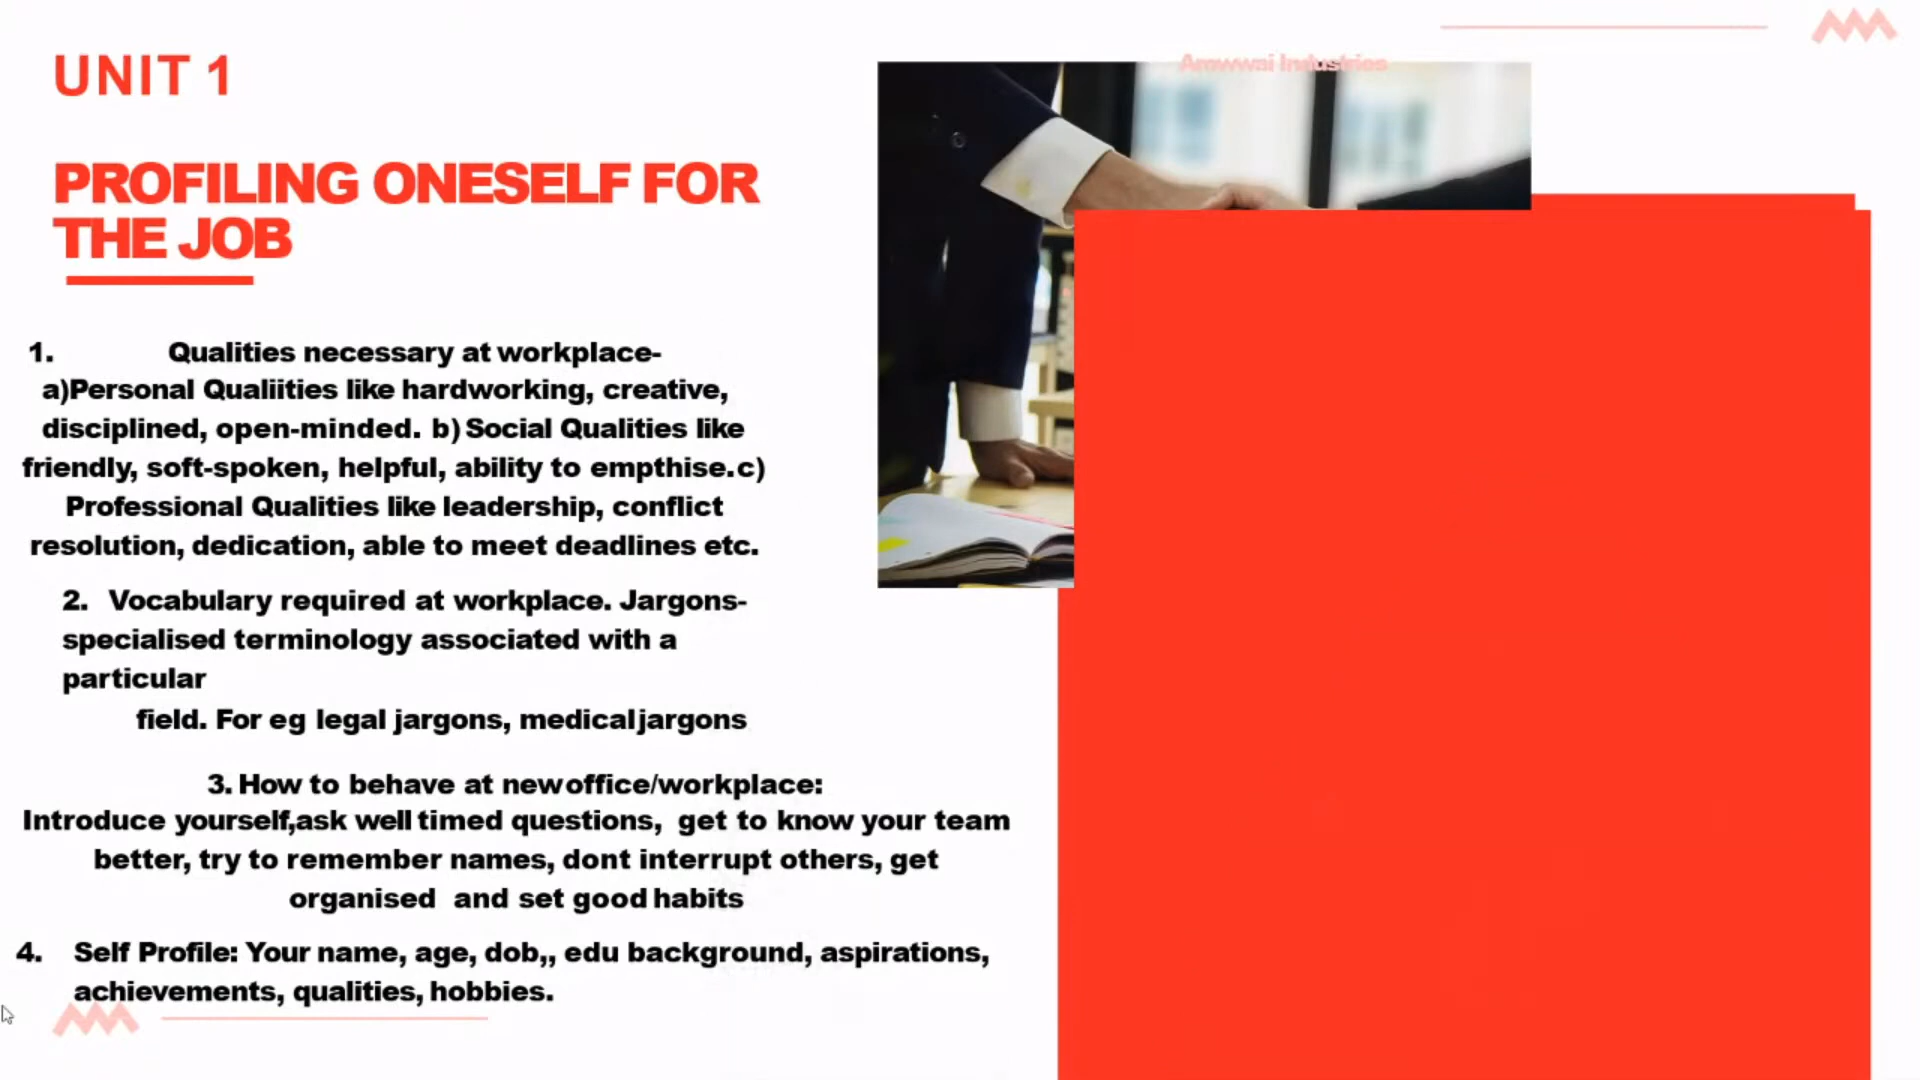 UNIT 1
PROFILING ONESELF FOR
THE JOB
1. Qualities necessary at workplace-
a)Personal Qualiities like hardworking, creative,
disciplined, open-minded. b) Social Qualities like
friendly, soft-spoken, helpful, ability to empthise.c)
Professional Qualities like leadership, conflict
resolution, dedication, able to meet deadlines etc.
2. Vocabulary required at workplace. Jargons-
specialised terminology associated with a
particular
field. For eg legal jargons, medical jargons
3. How to behave at new office/workplace:
Introduce yourself,ask well timed questions, get to know your team
better, try to remember names, dont interrupt others, get
organised and set good habits
4. Self Profile: Your name, age, dob,, edu background, aspirations,
achievements, qualities, hobbies.